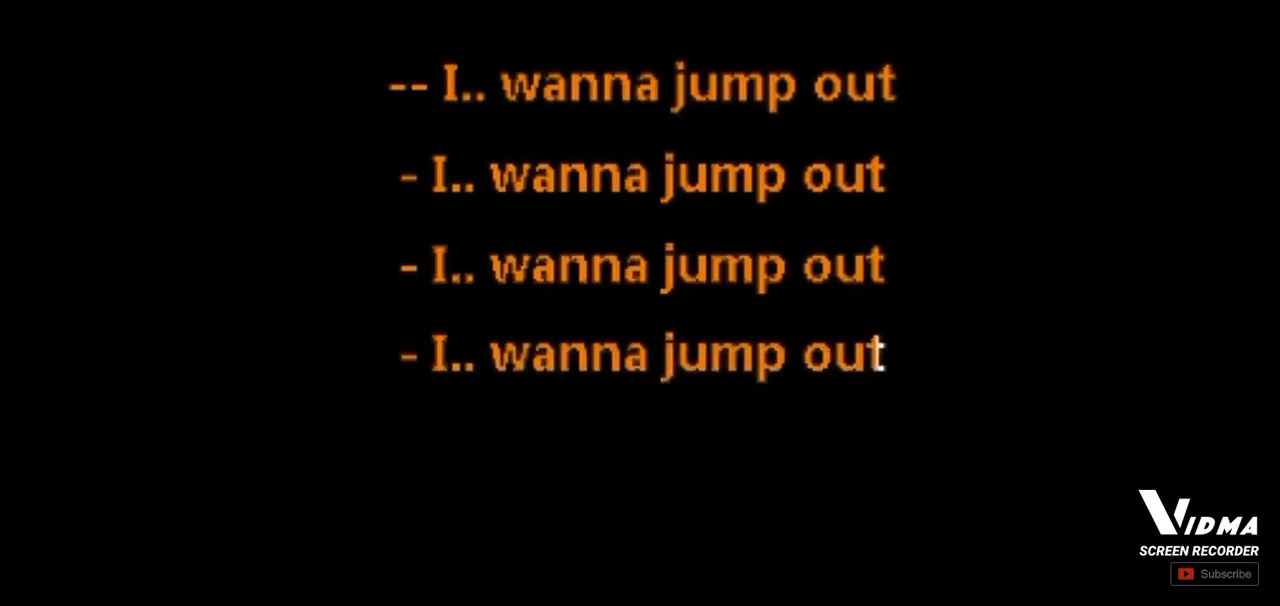 -- I.. wanna jump out
- I.. wanna jump out
- I.. wanna jump out
- I.. wanna jump out
VIDMA
SCREEN RECORDER
Subscribe